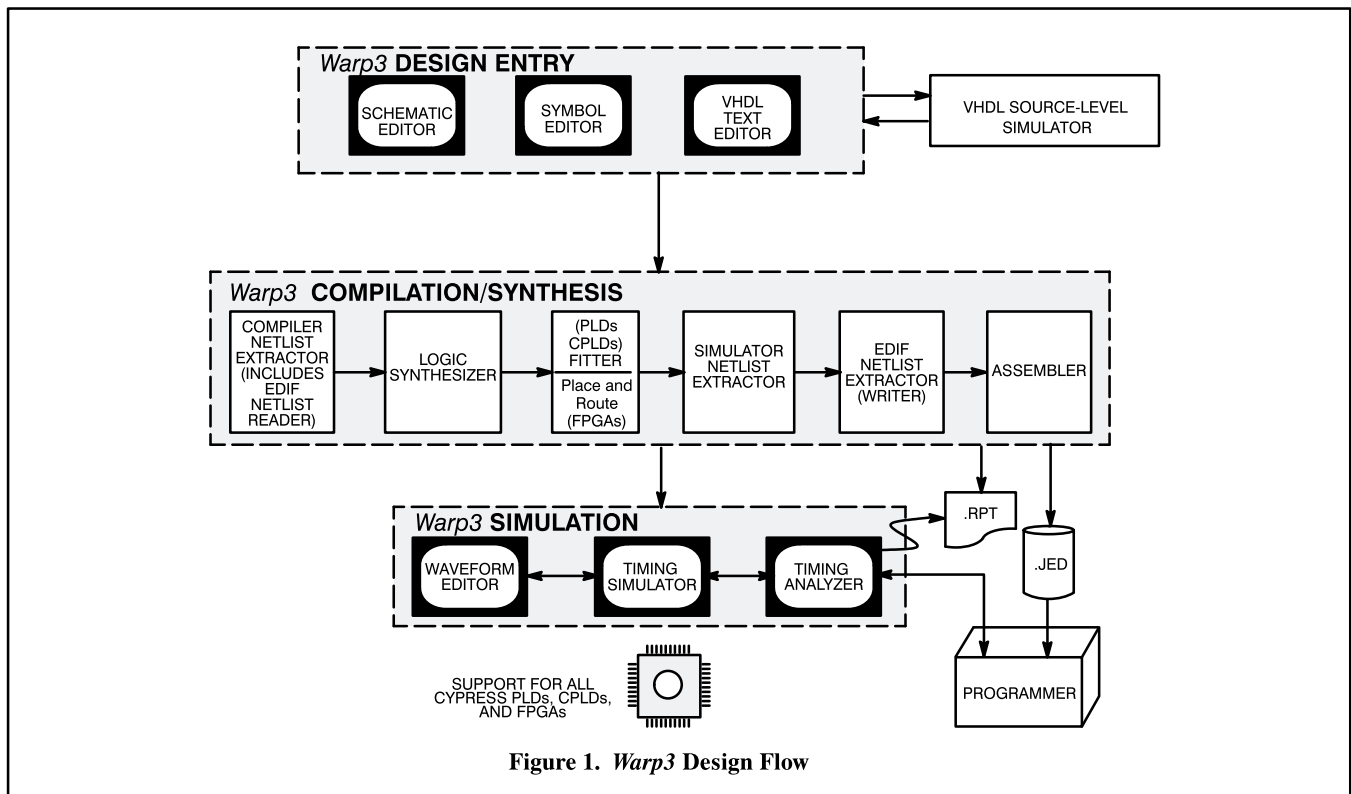 Warp3 DESIGN ENTRY
SCHEMATIC
EDITOR
SYMBOL
EDITOR
VHDL
TEXT
EDITOR
VHDL SOURCE-LEVEL
SIMULATOR
Warp3 COMPILATION/SYNTHESIS
COMPILER
NETLIST
EXTRACTOR
(INCLUDES
EDIF
NETLIST
READER)
LOGIC
SYNTHESIZER
(PLDs
CPLDs)
FITTER
Place and
Route
(FPGAs)
SIMULATOR
NETLIST
EXTRACTOR
EDIF
NETLIST
EXTRACTOR
(WRITER)
ASSEMBLER
Warp3 SIMULATION
WAVEFORM
EDITOR
TIMING
SIMULATOR
TIMING
ANALYZER
.RPT
.JED
PROGRAMMER
SUPPORT FOR ALL
CYPRESS PLDs, CPLDs,
AND FPGAs
Figure 1. Warp3 Design Flow